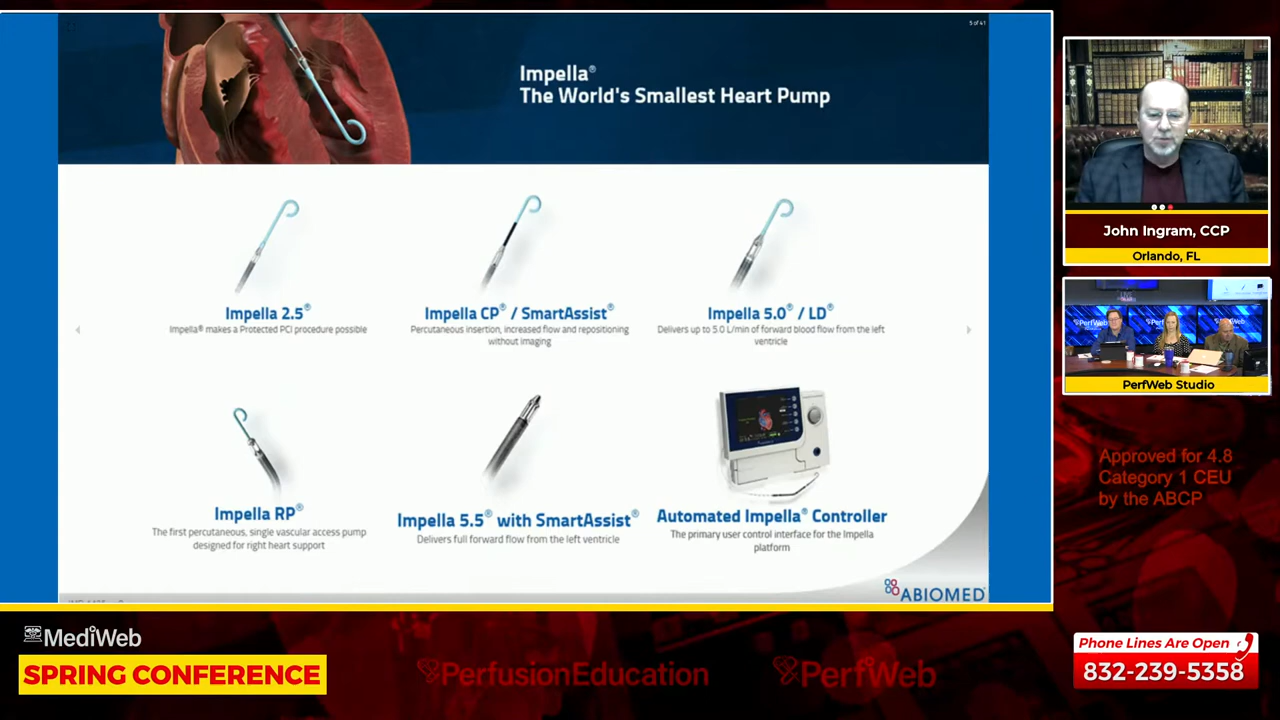 5 of 41
Impella®
The World's Smallest Heart Pump
Impella 2.5®
Impella® makes a Protected PCI procedure possible
Impella CP® / SmartAssist®
Percutaneous insertion, increased flow and repositioning
without imaging
Impella 5.0® / LD®
Delivers up to 5.0 L/min of forward blood flow from the left
ventricle
Impella RP®
The first percutaneous, single vascular access pump
designed for right heart support
Impella 5.5® with SmartAssist®
Delivers full forward flow from the left ventricle
Automated Impella® Controller
The primary user control interface for the Impella
platform
ABIOMED
John Ingram, CCP
Orlando, FL
PerfWeb
PerfWeb
PerfWeb Studio
Approved for 4.8
Category 1 CEU
by the ABCP
MediWeb
SPRING CONFERENCE
PerfusionEducation
PerfWeb
Phone Lines Are Open
832-239-5358